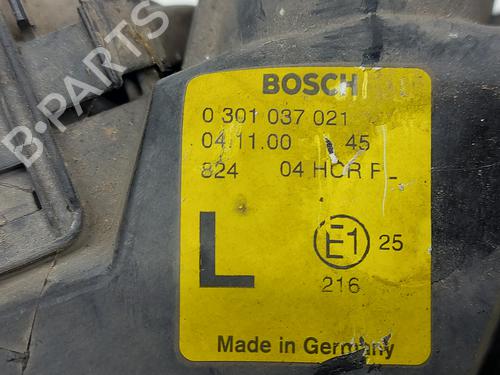 B-PARTS
BOSCH
0 301 037 021
04.11.00 45
824 04 HCR FL
L E1 25
216
Made in Germany